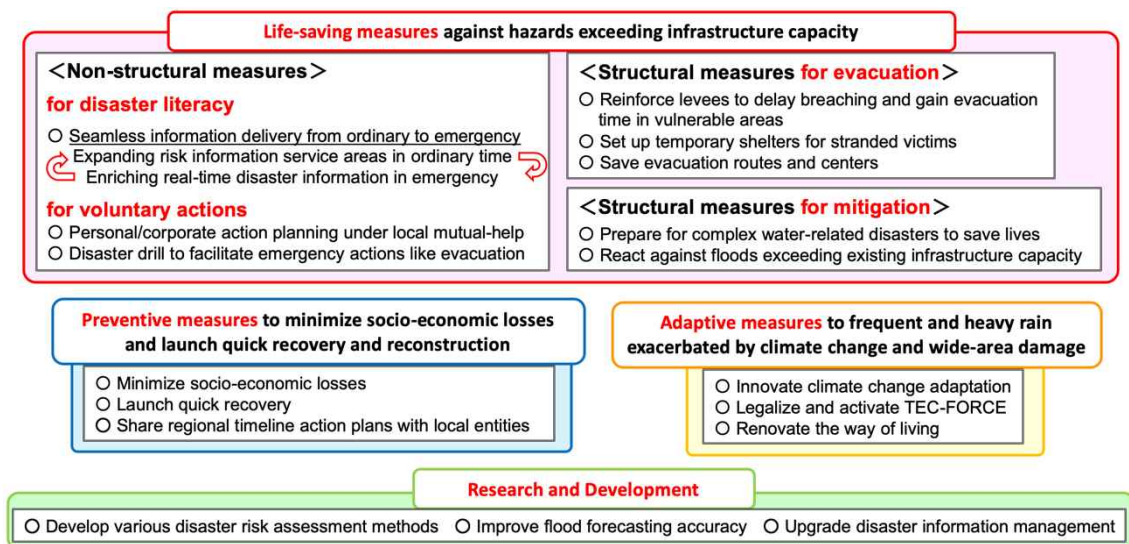 Life-saving measures against hazards exceeding infrastructure capacity
<Non-structural measures>
for disaster literacy
○ Seamless information delivery from ordinary to emergency
Expanding risk information service areas in ordinary time
Enriching real-time disaster information in emergency
for voluntary actions
○ Personal/corporate action planning under local mutual-help
○ Disaster drill to facilitate emergency actions like evacuation
<Structural measures for evacuation>
○ Reinforce levees to delay breaching and gain evacuation
time in vulnerable areas
○ Set up temporary shelters for stranded victims
○ Save evacuation routes and centers
<Structural measures for mitigation>
○ Prepare for complex water-related disasters to save lives
○ React against floods exceeding existing infrastructure capacity
Preventive measures to minimize socio-economic losses
and launch quick recovery and reconstruction
○ Minimize socio-economic losses
○ Launch quick recovery
○ Share regional timeline action plans with local entities
Adaptive measures to frequent and heavy rain
exacerbated by climate change and wide-area damage
○ Innovate climate change adaptation
○ Legalize and activate TEC-FORCE
○ Renovate the way of living
Research and Development
○ Develop various disaster risk assessment methods ○ Improve flood forecasting accuracy ○ Upgrade disaster information management